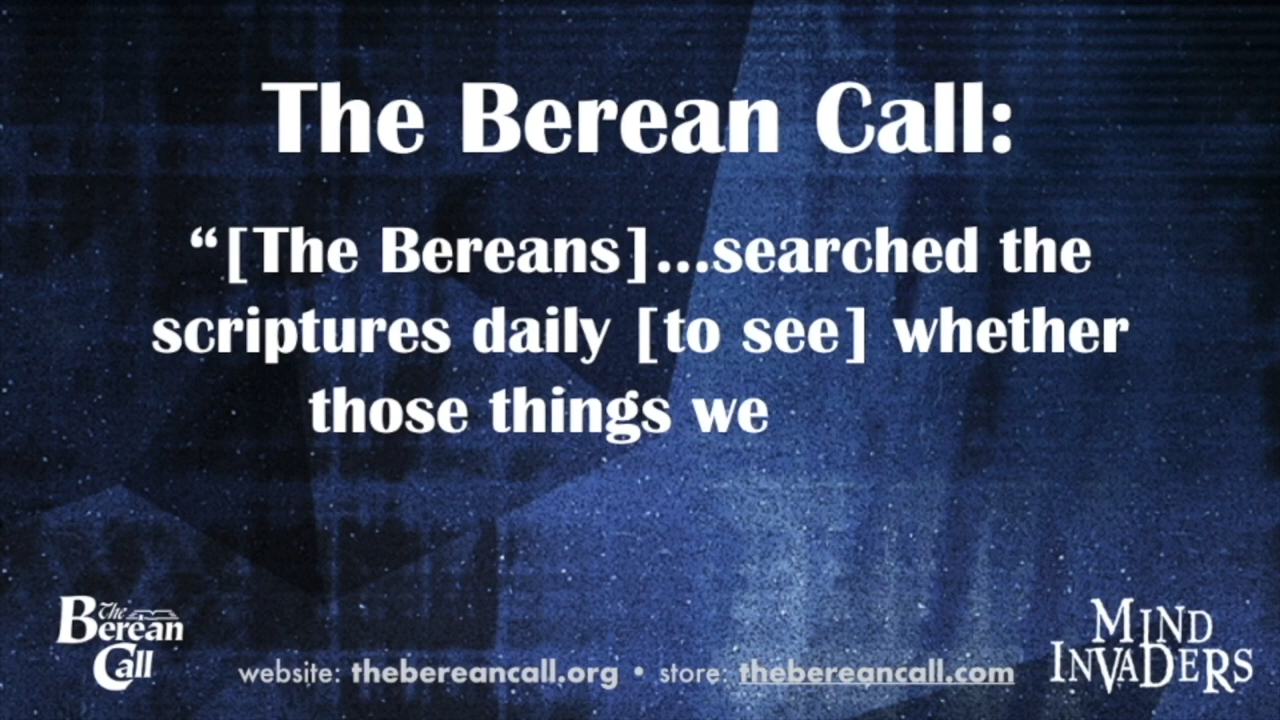 The Berean Call:
“[The Bereans]...searched the
scriptures daily [to see] whether
those things we
The Berean Call
website: thebereancall.org • store: thebereancall.com
MIND INVADERS